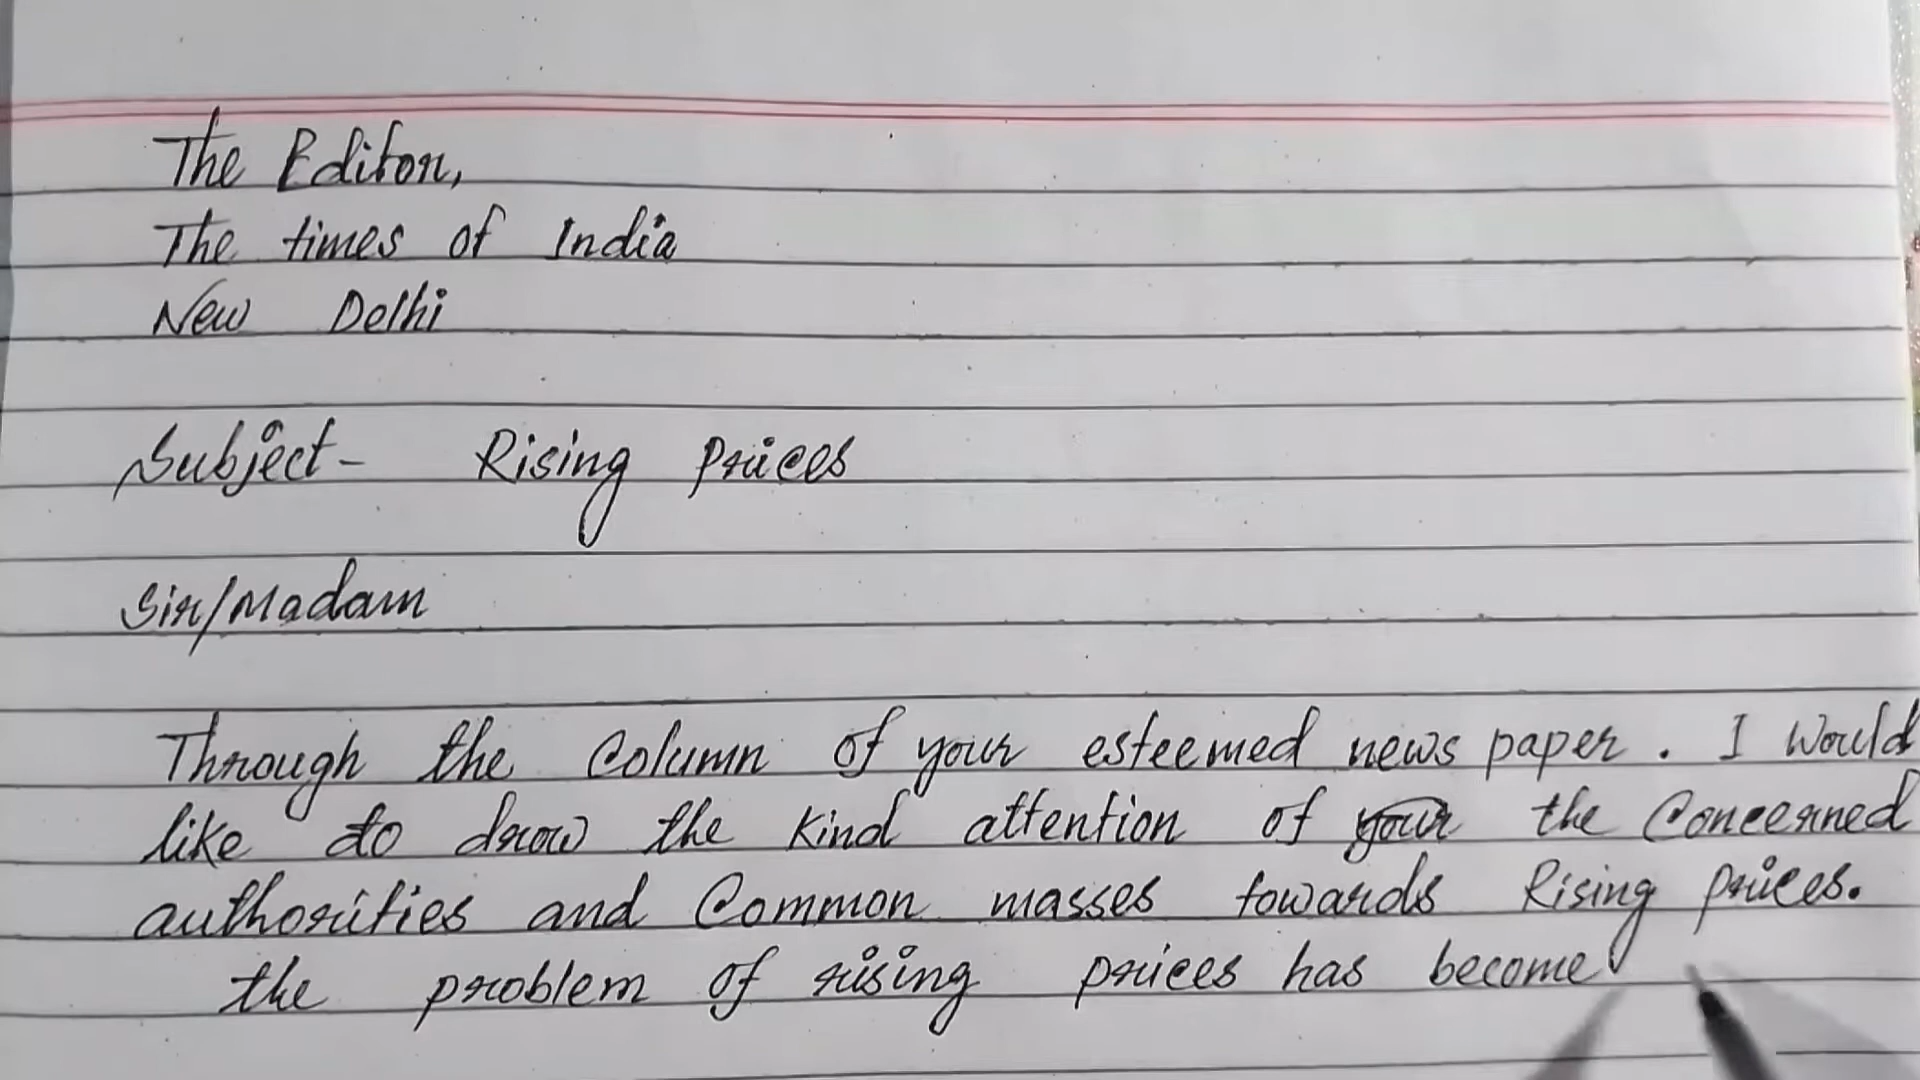 The Editor,
The times of India
New Delhi
Subject- Rising prices
Sir/Madam
Through the Column of your esteemed news paper. I would
like to draw the kind attention of the Concerned
authorities and Common masses towards Rising prices.
the problem of rising prices has become